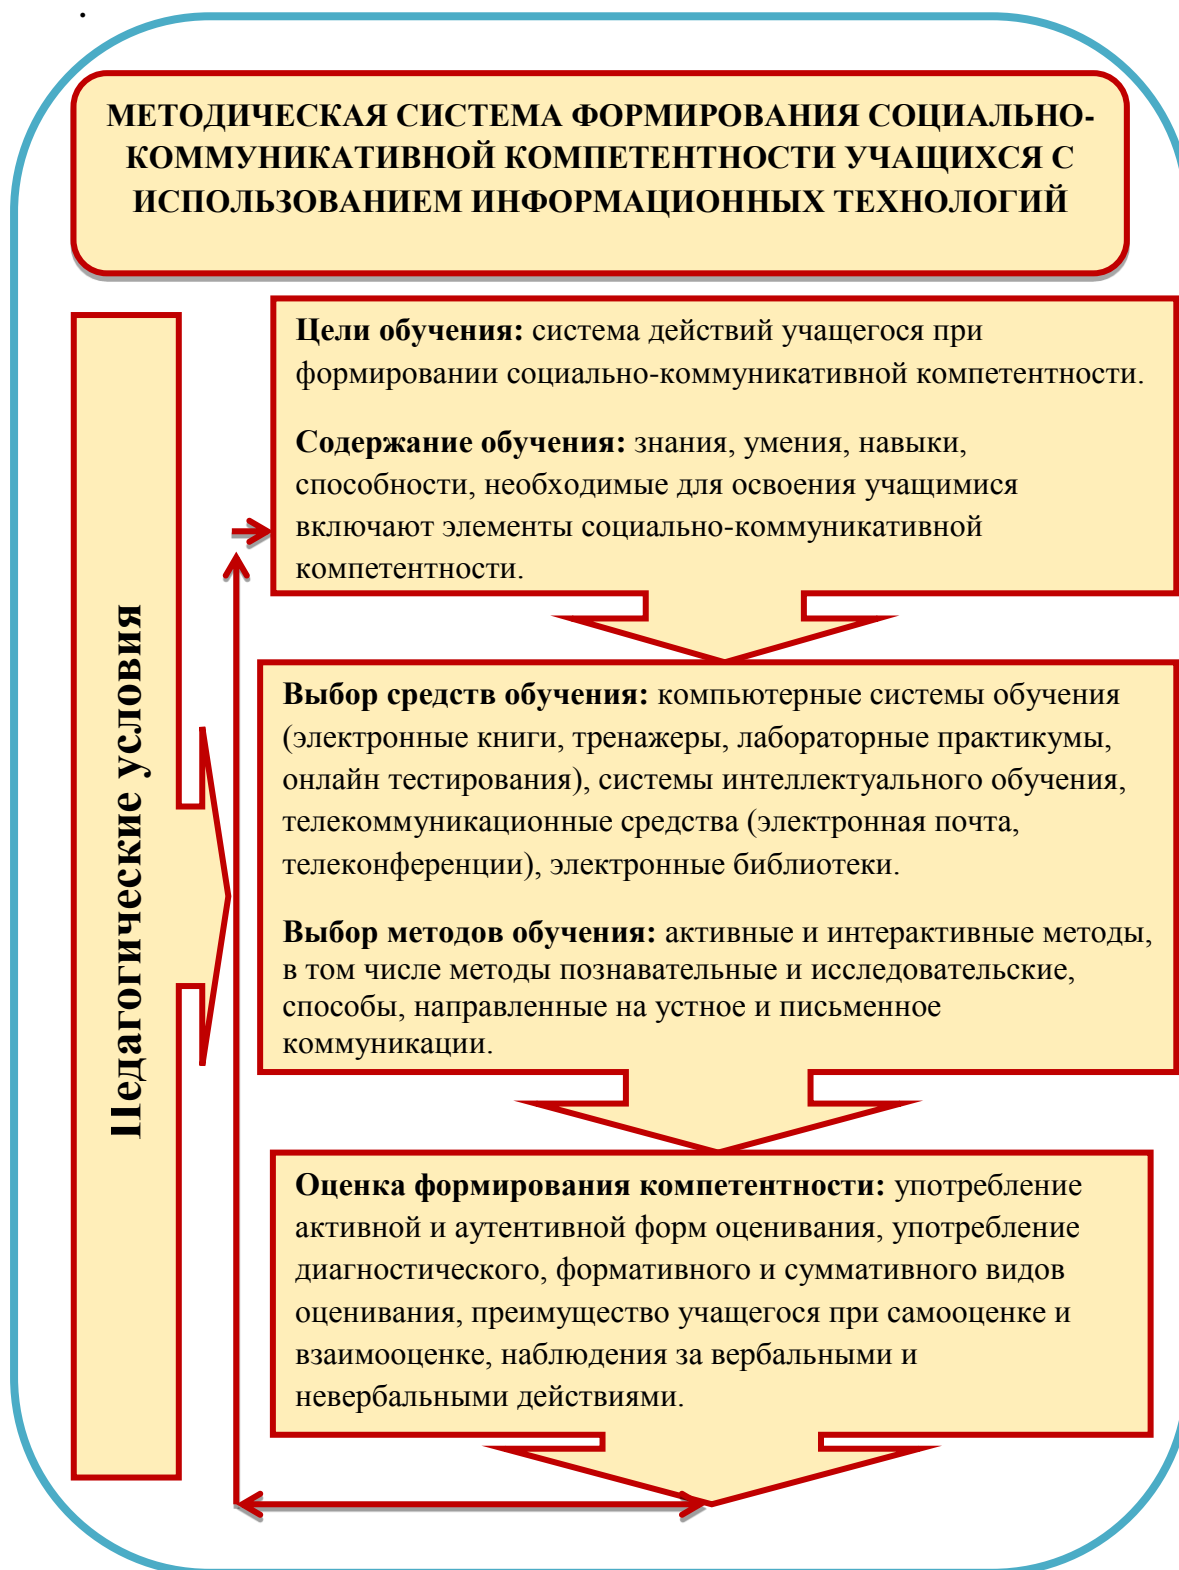 .
МЕТОДИЧЕСКАЯ СИСТЕМА ФОРМИРОВАНИЯ СОЦИАЛЬНО-
КОММУНИКАТИВНОЙ КОМПЕТЕНТНОСТИ УЧАЩИХСЯ С
ИСПОЛЬЗОВАНИЕМ ИНФОРМАЦИОННЫХ ТЕХНОЛОГИЙ
Педагогические условия
Цели обучения: система действий учащегося при
формировании социально-коммуникативной компетентности.
Содержание обучения: знания, умения, навыки,
способности, необходимые для освоения учащимися
включают элементы социально-коммуникативной
компетентности.
Выбор средств обучения: компьютерные системы обучения
(электронные книги, тренажеры, лабораторные практикумы,
онлайн тестирования), системы интеллектуального обучения,
телекоммуникационные средства (электронная почта,
телеконференции), электронные библиотеки.
Выбор методов обучения: активные и интерактивные методы,
в том числе методы познавательные и исследовательские,
способы, направленные на устное и письменное
коммуникации.
Оценка формирования компетентности: употребление
активной и аутентивной форм оценивания, употребление
диагностического, формативного и суммативного видов
оценивания, преимущество учащегося при самооценке и
взаимооценке, наблюдения за вербальными и
невербальными действиями.